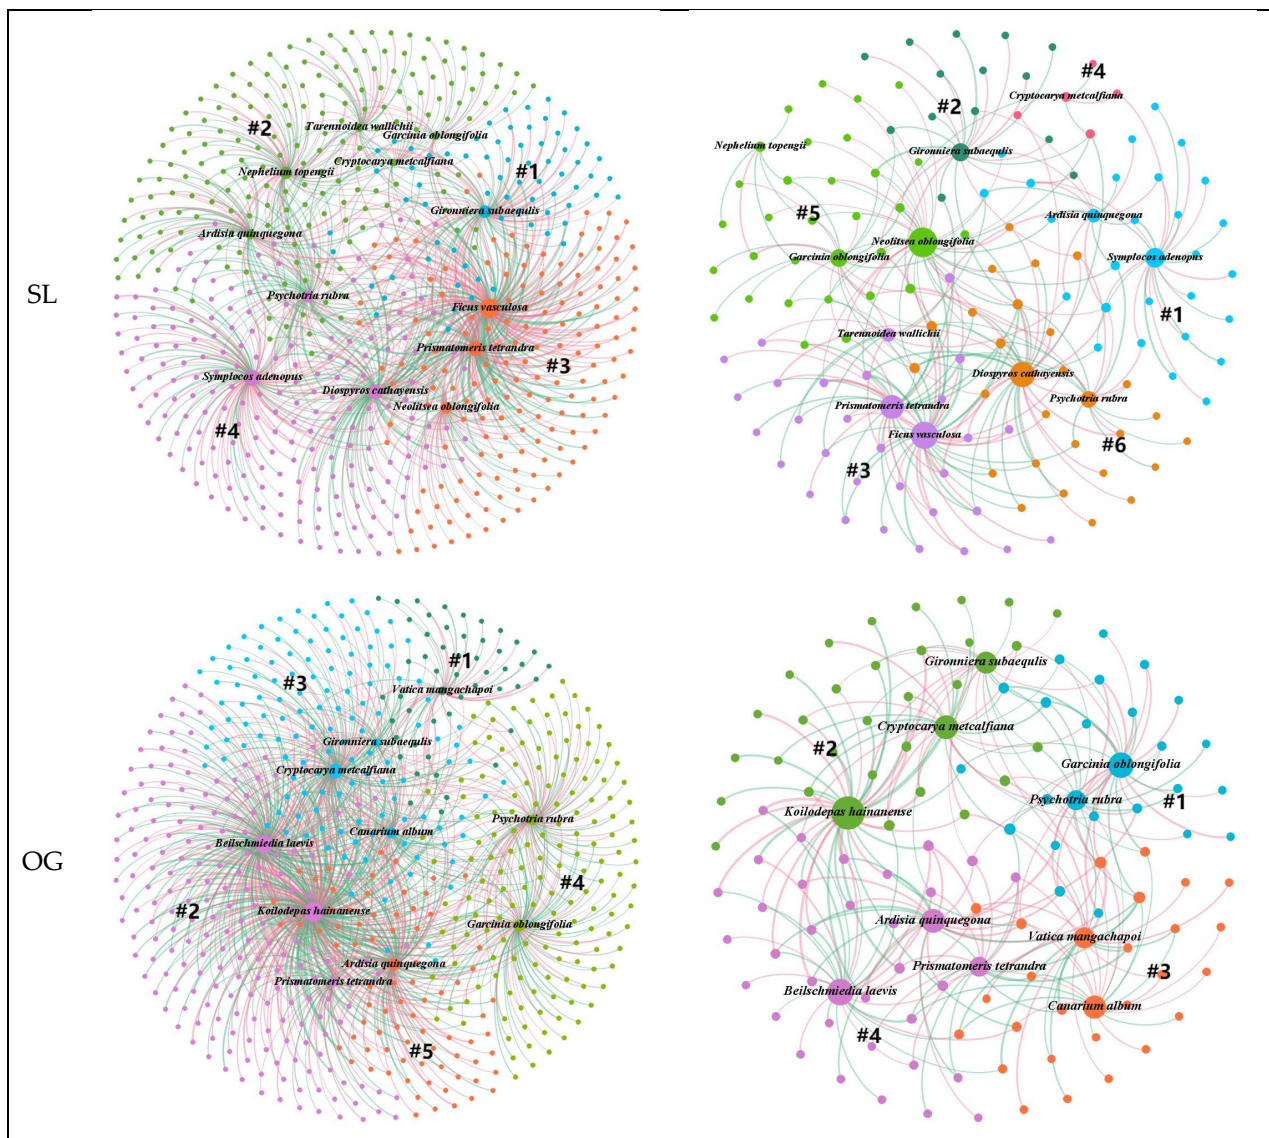 SL
#2
Tarennoidea wallichii
Garcinia oblongifolia
Cryptocarya metcalfiana
Nephelium topengii
#1
Gironniera subaequlis
Ardisia quinquegona
Psychotria rubra
Ficus vasculosa
Prismatomeris tetrandra
#3
Symplocos adenopus
Diospyros cathayensis
Neolitsea oblongifolia
#4
#4
Cryptocarya metcalfiana
#2
Nephelium topengii
Gironniera subaequlis
#5
Ardisia quinquegona
Neolitsea oblongifolia
Garcinia oblongifolia
Symplocos adenopus
#1
Tarennoidea wallichii
Diospyros cathayensis
Prismatomeris tetrandra
Psychotria rubra
Ficus vasculosa
#6
#3
OG
#1
#3
Vatica mangachapoi
Gironniera subaequlis
Cryptocarya metcalfiana
Psychotria rubra
Canarium album
Beilschmiedia laevis
#4
#2
Koilodepas hainanense
Garcinia oblongifolia
Ardisia quinquegona
Prismatomeris tetrandra
#5
Gironniera subaequlis
Cryptocarya metcalfiana
#2
Garcinia oblongifolia
Psychotria rubra
#1
Koilodepas hainanense
Ardisia quinquegona
Vatica mangachapoi
Prismatomeris tetrandra
#3
Beilschmiedia laevis
Canarium album
#4